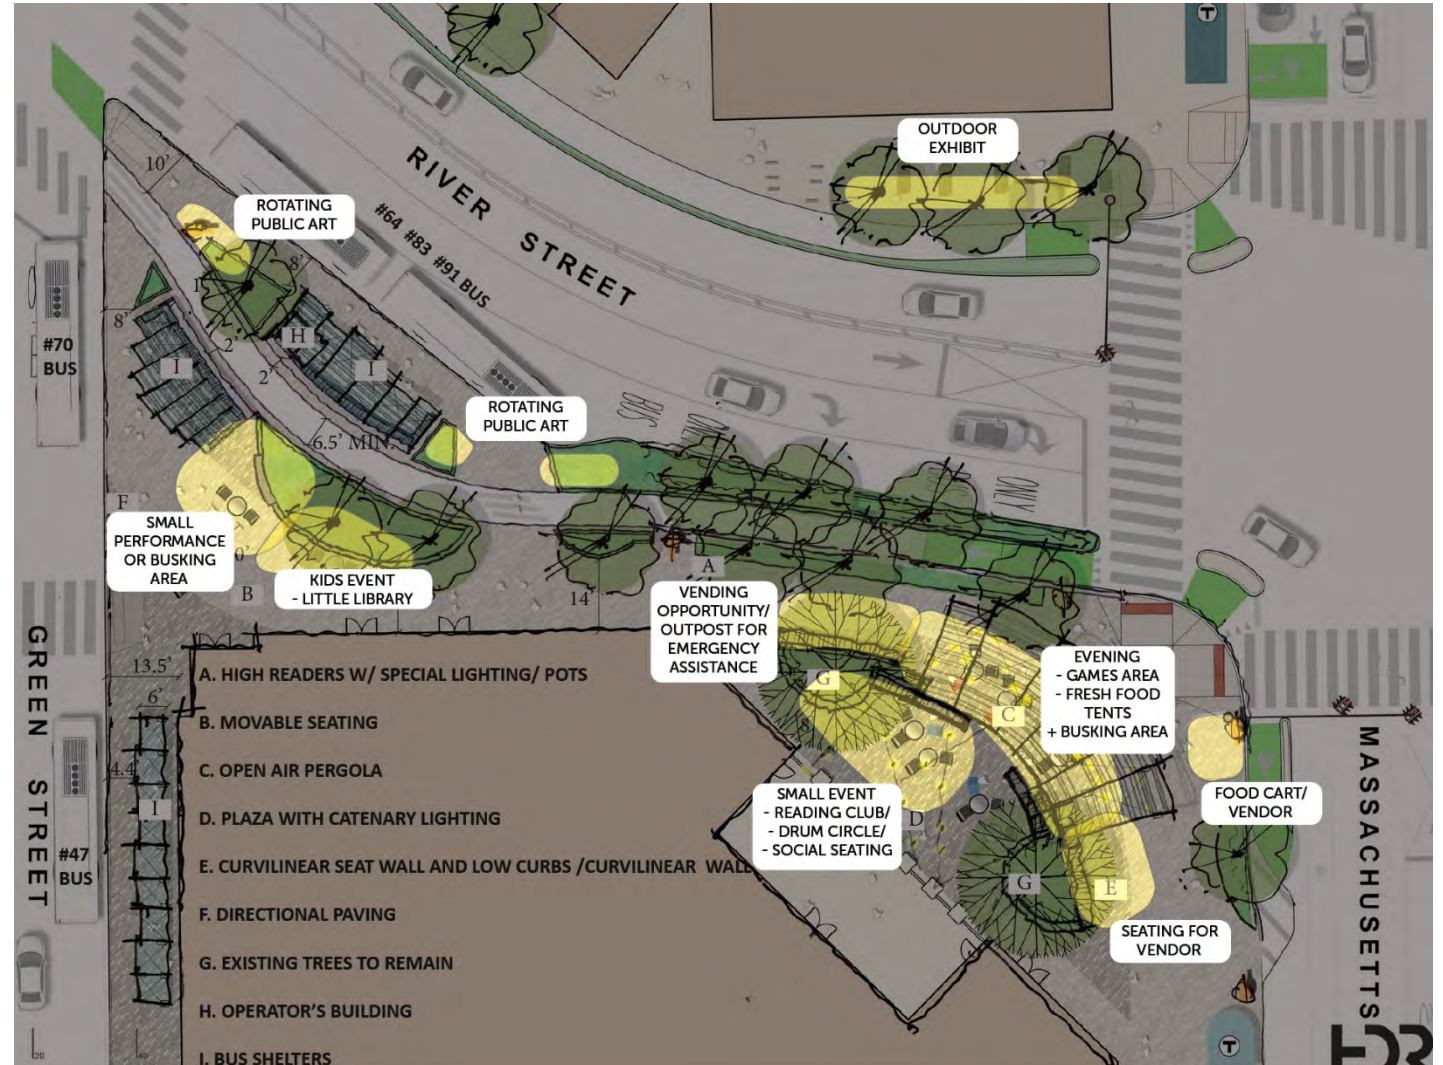 T
OUTDOOR
EXHIBIT
10'
RIVER STREET
ROTATING
PUBLIC ART
#64 #83 #91 BUS
8'
8'
#70
BUS
H
2'
I
I
2'
ROTATING
PUBLIC ART
BUS
ONLY
6.5' MIN.
ONLY
F
SMALL
PERFORMANCE
OR BUSKING
AREA
KIDS EVENT
- LITTLE LIBRARY
B
A
14'
VENDING
OPPORTUNITY/
OUTPOST FOR
EMERGENCY
ASSISTANCE
EVENING
- GAMES AREA
- FRESH FOOD
TENTS
+ BUSKING AREA
GREEN STREET
13.5'
6'
4.4'
I
#47
BUS
A. HIGH READERS W/ SPECIAL LIGHTING/ POTS
B. MOVABLE SEATING
C. OPEN AIR PERGOLA
D. PLAZA WITH CATENARY LIGHTING
E. CURVILINEAR SEAT WALL AND LOW CURBS /CURVILINEAR WALL
F. DIRECTIONAL PAVING
G. EXISTING TREES TO REMAIN
H. OPERATOR'S BUILDING
I. BUS SHELTERS
G
C
SMALL EVENT
- READING CLUB/
- DRUM CIRCLE/
- SOCIAL SEATING
D
FOOD CART/
VENDOR
G
E
SEATING FOR
VENDOR
MASSACHUSETTS
T
HDR
20
40